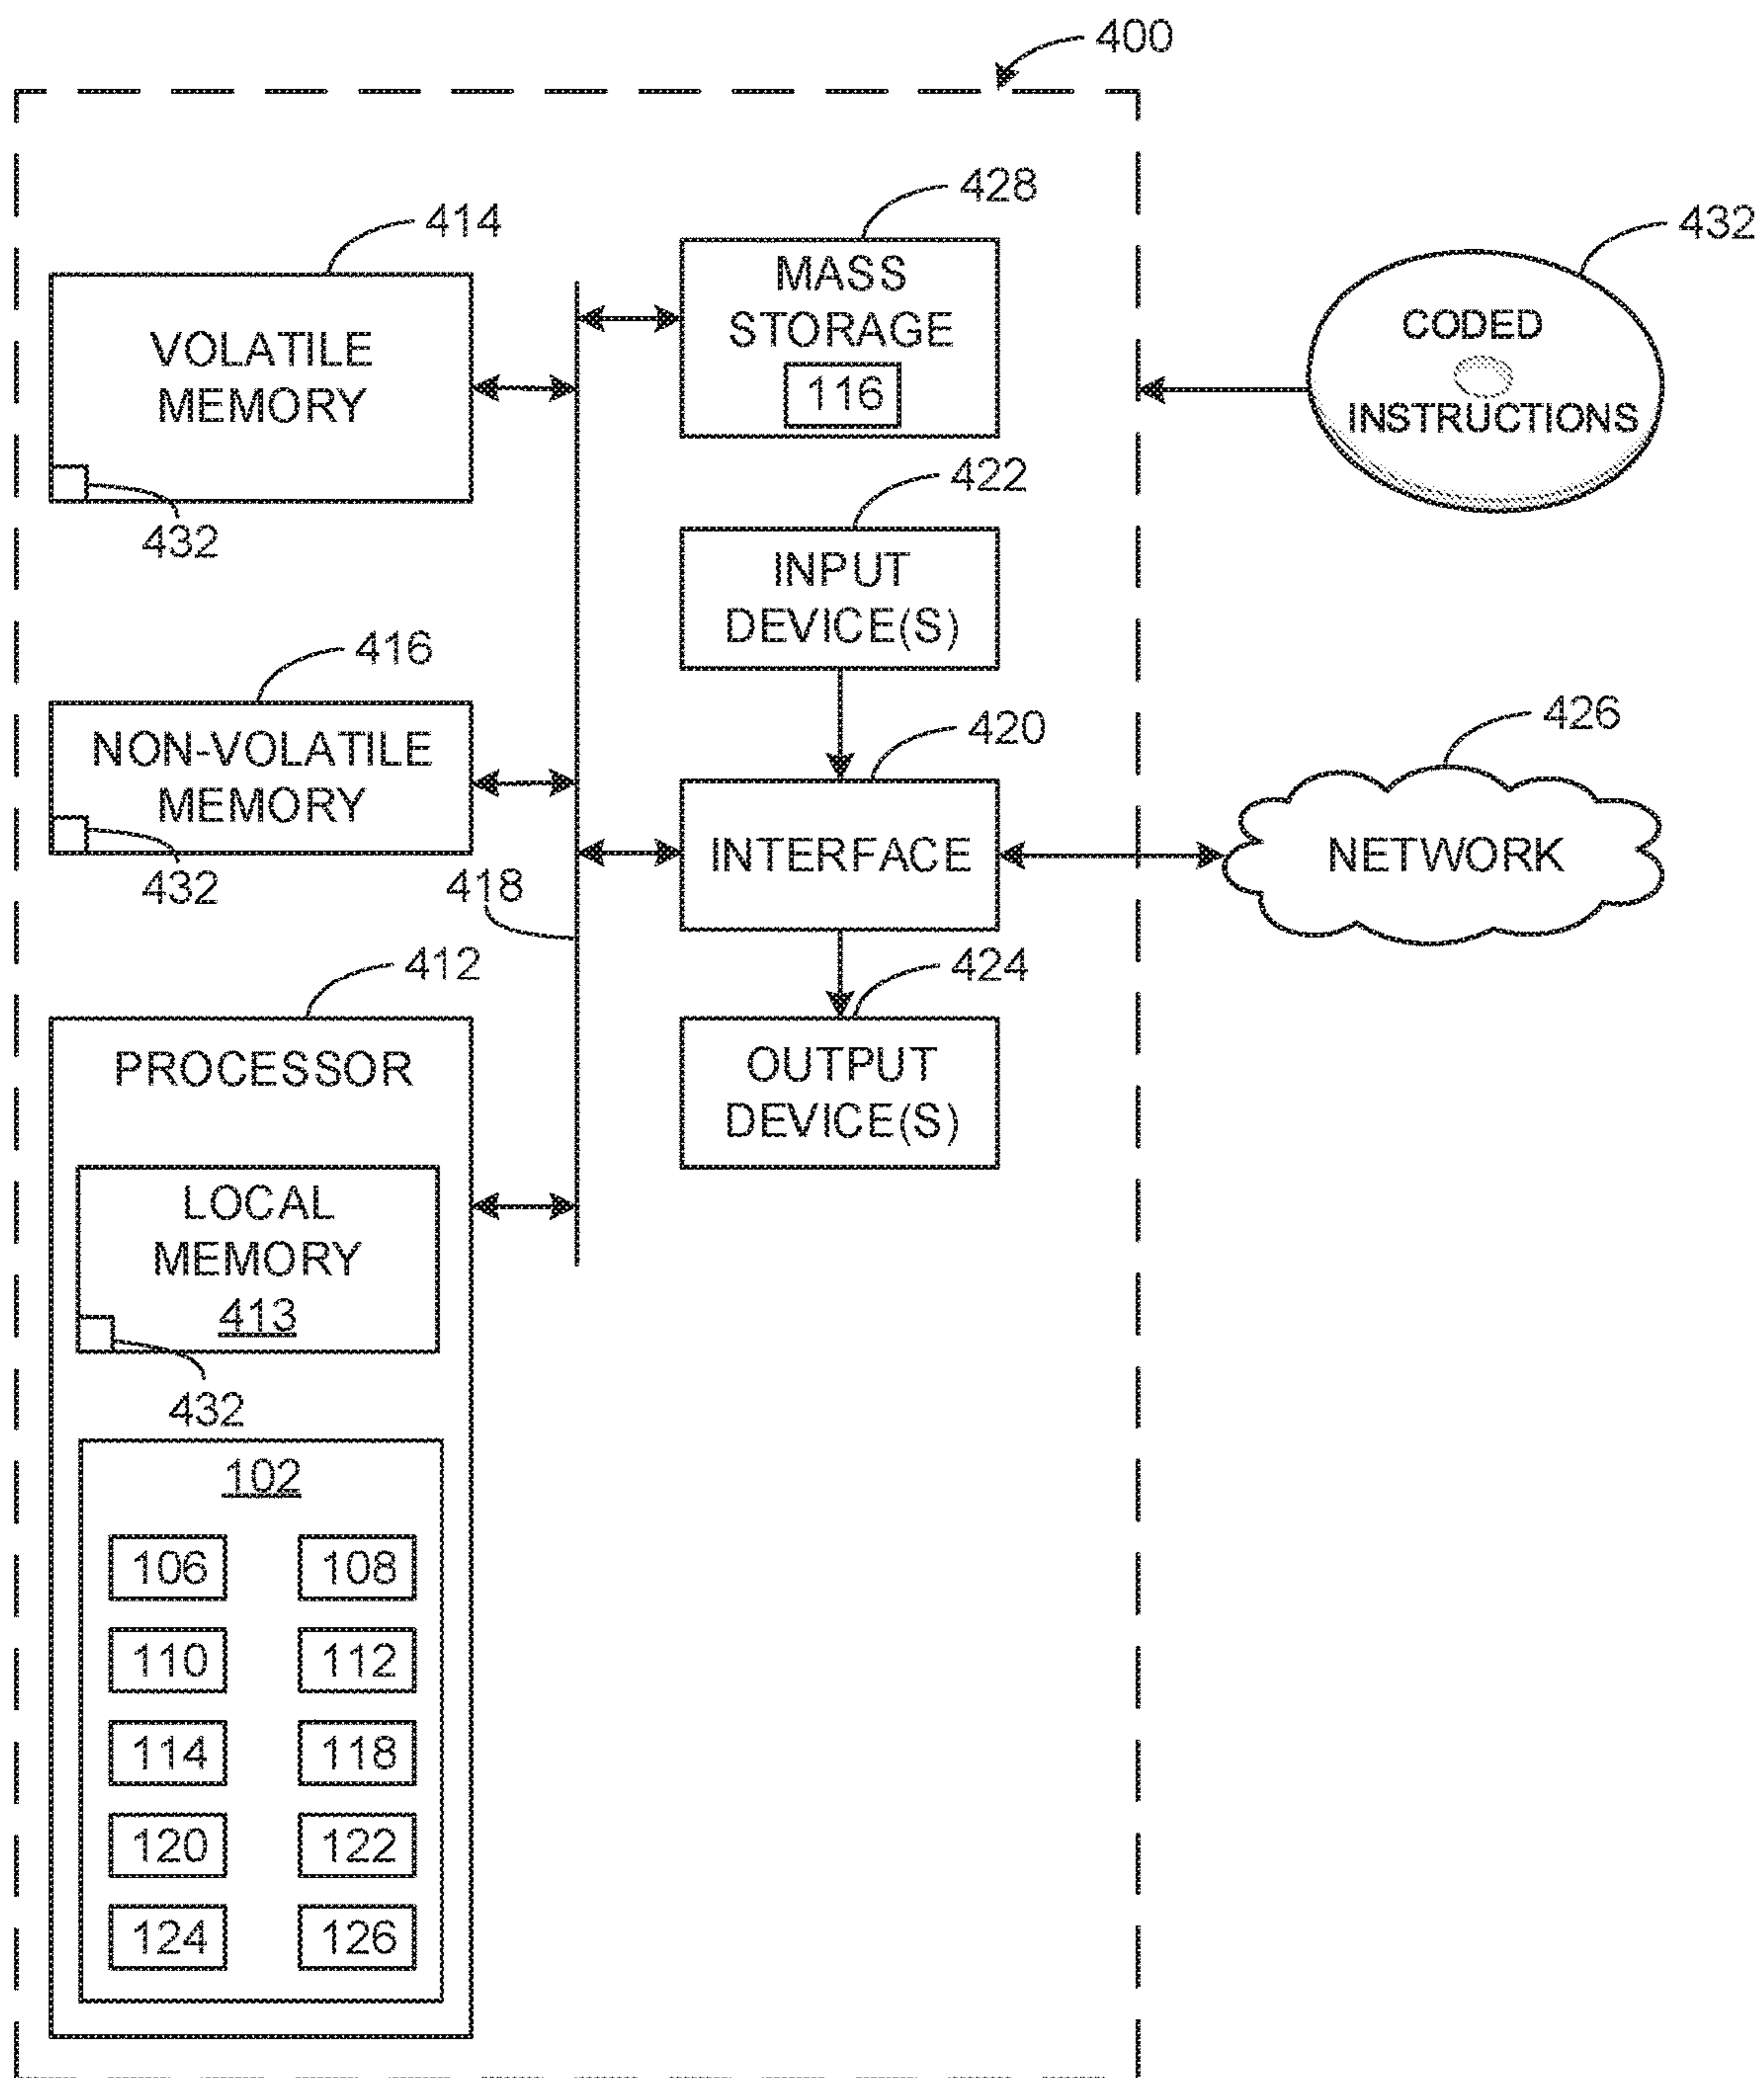 400
428
414
432
MASS
STORAGE
116
VOLATILE
MEMORY
CODED
INSTRUCTIONS
432
422
INPUT
DEVICE(S)
416
420
426
NON-VOLATILE
MEMORY
432
418
INTERFACE
NETWORK
412
424
PROCESSOR
OUTPUT
DEVICE(S)
LOCAL
MEMORY
413
432
102
106 108
110 112
114 118
120 122
124 126